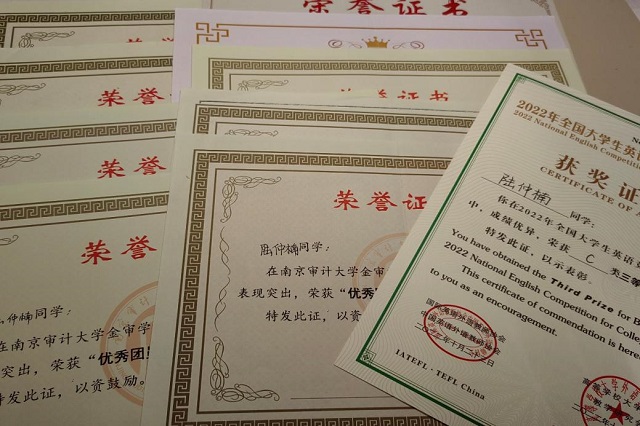 荣誉证书
荣誉
荣誉证书
荣誉
荣誉
仲楠同学：
在南京审计大学金审学
突出，荣获“优秀团
发此证，以资鼓励。
荣誉证
陆仲楠同学：
在南京审计大学金审
表现突出，荣获“优秀
特发此证，以资
2022年全国大学生英
2022 National English Competition
获奖证
CERTIFICATE OF
陆仲楠 同学：
你在2022年全国大学生英语
中，成绩优异，荣获 C 类三等
特发此证，以示表彰。
You have obtained the Third Prize for
2022 National English Competition for Colle
This certificate of commendation is here
to you as an encouragement.
IATEFL·TEFL China